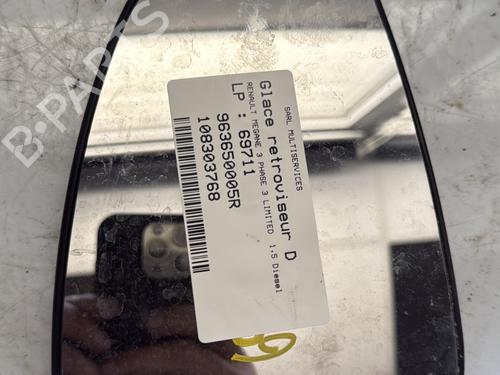 SARL MULTISERVICES
Glace retroviseur D
RENAULT MEGANE 3 PHASE 3 LIMITED 1.5 Diesel
LP : 69711
963650005R
108303768
B-PARTS